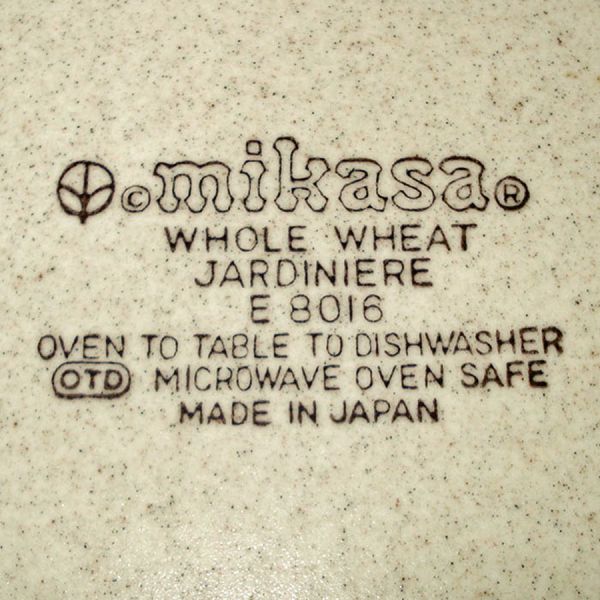 © mikasa ®
WHOLE WHEAT
JARDINIERE
E 8016
OVEN TO TABLE TO DISHWASHER
OTD MICROWAVE OVEN SAFE
MADE IN JAPAN